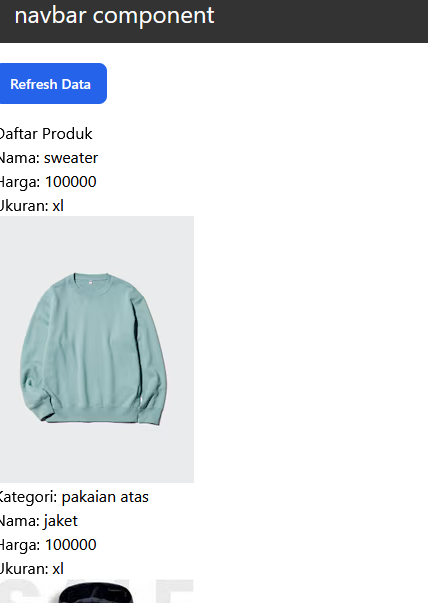 navbar component
Refresh Data
Daftar Produk
Nama: sweater
Harga: 100000
Ukuran: xl
Kategori: pakaian atas
Nama: jaket
Harga: 100000
Ukuran: xl
SALE